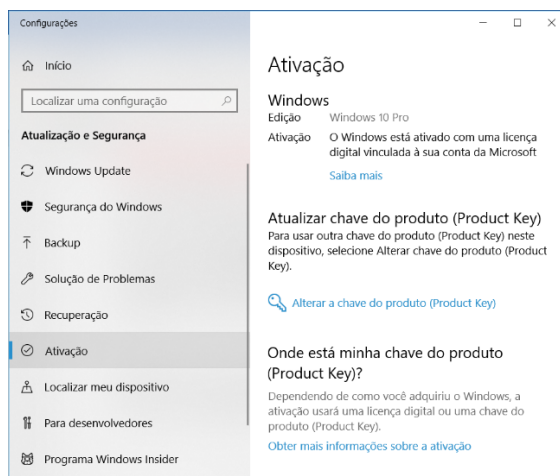 Configurações
Início
Localizar uma configuração
Atualização e Segurança
Windows Update
Segurança do Windows
Backup
Solução de Problemas
Recuperação
Ativação
Localizar meu dispositivo
Para desenvolvedores
Programa Windows Insider
Ativação
Windows
Edição Windows 10 Pro
Ativação O Windows está ativado com uma licença
digital vinculada à sua conta da Microsoft
Saiba mais
Atualizar chave do produto (Product Key)
Para usar outra chave do produto (Product Key) neste
dispositivo, selecione Alterar chave do produto (Product
Key).
Alterar a chave do produto (Product Key)
Onde está minha chave do produto
(Product Key)?
Dependendo de como você adquiriu o Windows, a
ativação usará uma licença digital ou uma chave do
produto (Product Key).
Obter mais informações sobre a ativação